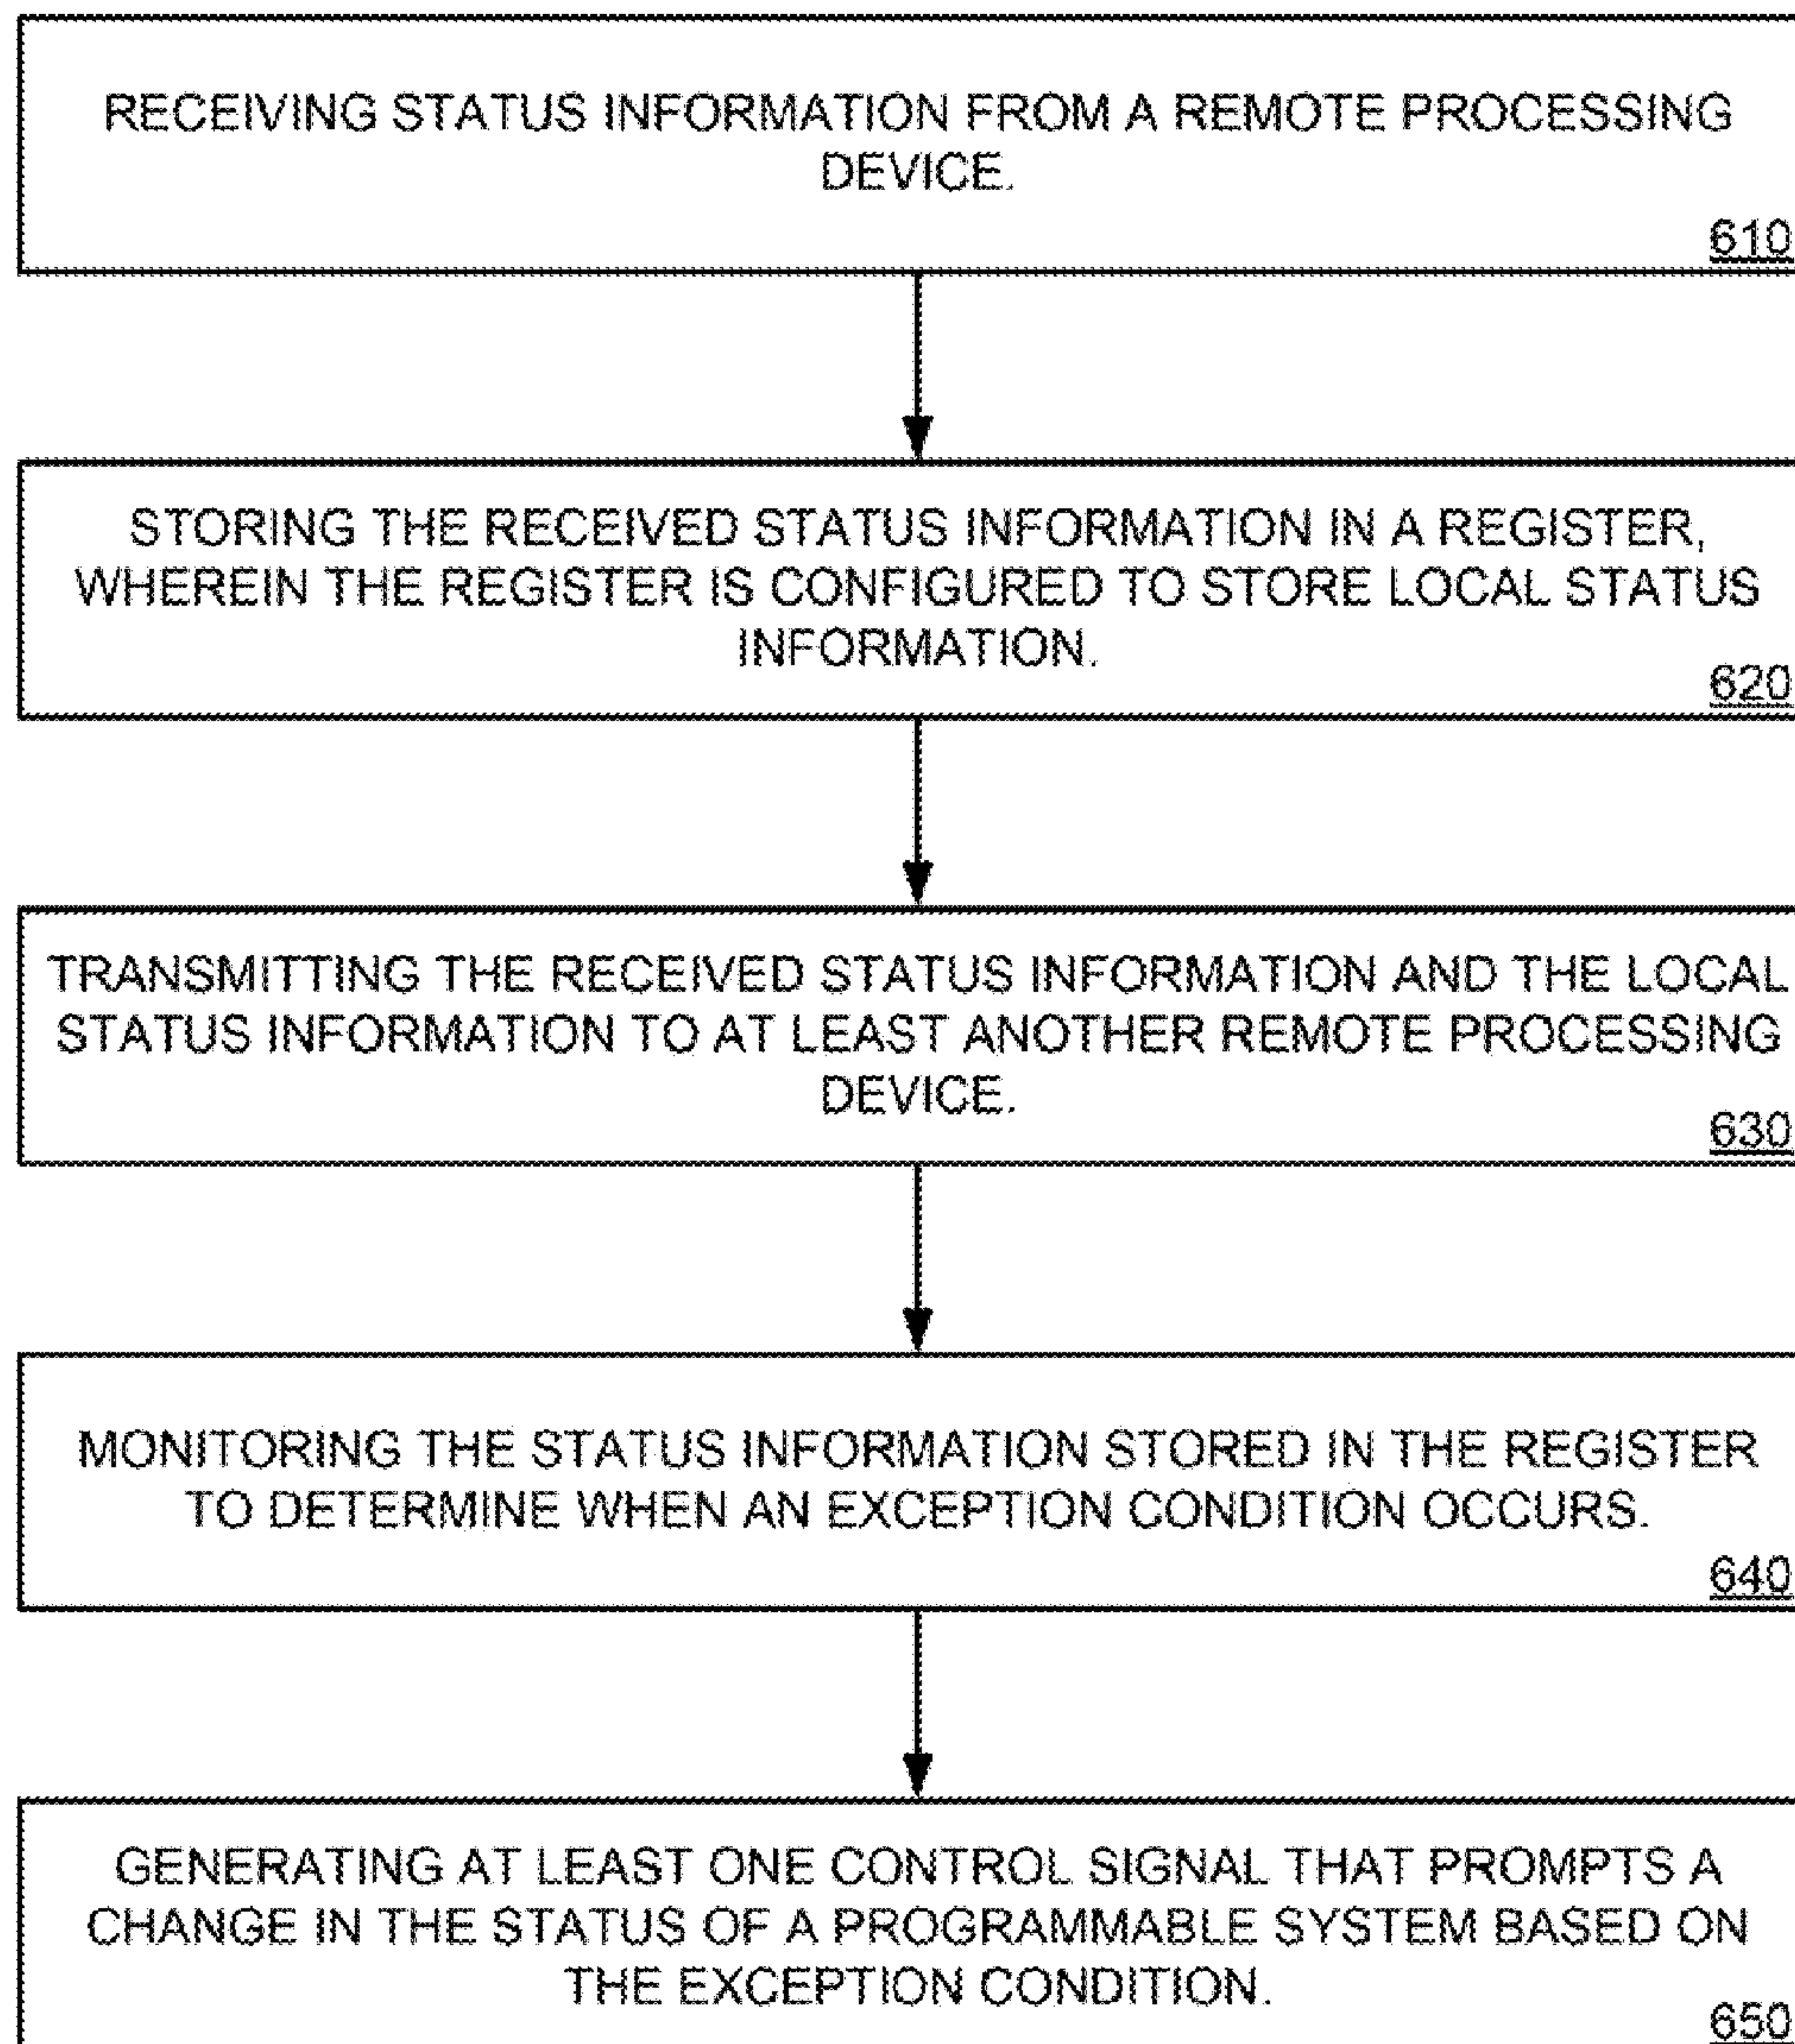 RECEIVING STATUS INFORMATION FROM A REMOTE PROCESSING
DEVICE.
610
STORING THE RECEIVED STATUS INFORMATION IN A REGISTER,
WHEREIN THE REGISTER IS CONFIGURED TO STORE LOCAL STATUS
INFORMATION.
620
TRANSMITTING THE RECEIVED STATUS INFORMATION AND THE LOCAL
STATUS INFORMATION TO AT LEAST ANOTHER REMOTE PROCESSING
DEVICE.
630
MONITORING THE STATUS INFORMATION STORED IN THE REGISTER
TO DETERMINE WHEN AN EXCEPTION CONDITION OCCURS.
640
GENERATING AT LEAST ONE CONTROL SIGNAL THAT PROMPTS A
CHANGE IN THE STATUS OF A PROGRAMMABLE SYSTEM BASED ON
THE EXCEPTION CONDITION.
650